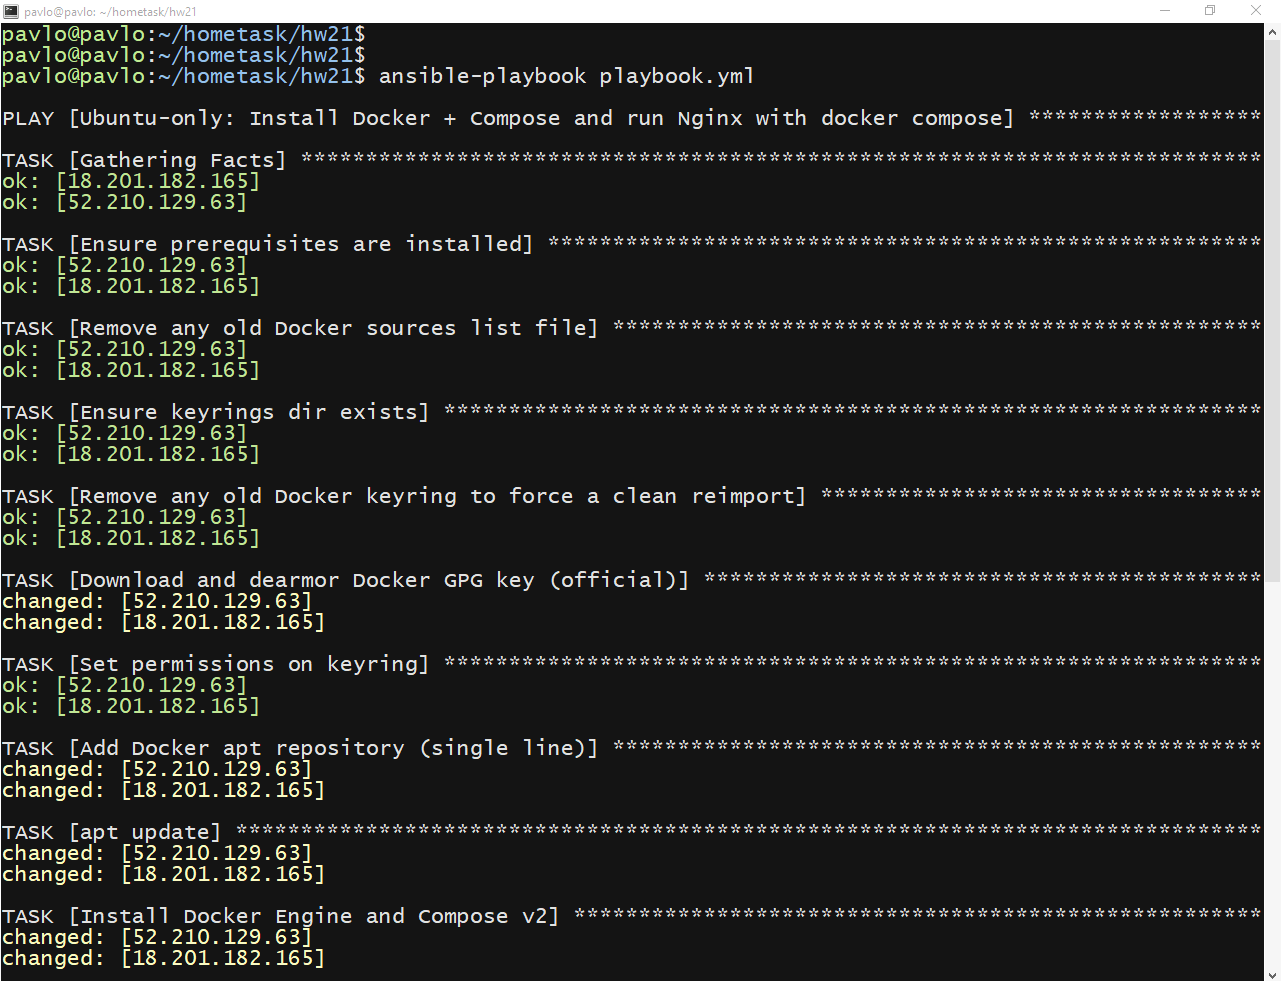 pavlo@pavlo: ~/hometask/hw21
pavlo@pavlo:~/hometask/hw21$
pavlo@pavlo:~/hometask/hw21$
pavlo@pavlo:~/hometask/hw21$ ansible-playbook playbook.yml
PLAY [Ubuntu-only: Install Docker + Compose and run Nginx with docker compose] ******************
TASK [Gathering Facts] **************************************************************************
ok: [18.201.182.165]
ok: [52.210.129.63]
TASK [Ensure prerequisites are installed] *******************************************************
ok: [52.210.129.63]
ok: [18.201.182.165]
TASK [Remove any old Docker sources list file] **************************************************
ok: [52.210.129.63]
ok: [18.201.182.165]
TASK [Ensure keyrings dir exists] ***************************************************************
ok: [52.210.129.63]
ok: [18.201.182.165]
TASK [Remove any old Docker keyring to force a clean reimport] **********************************
ok: [52.210.129.63]
ok: [18.201.182.165]
TASK [Download and dearmor Docker GPG key (official)] *******************************************
changed: [52.210.129.63]
changed: [18.201.182.165]
TASK [Set permissions on keyring] ***************************************************************
ok: [52.210.129.63]
ok: [18.201.182.165]
TASK [Add Docker apt repository (single line)] **************************************************
changed: [52.210.129.63]
changed: [18.201.182.165]
TASK [apt update] *******************************************************************************
changed: [52.210.129.63]
changed: [18.201.182.165]
TASK [Install Docker Engine and Compose v2] *****************************************************
changed: [52.210.129.63]
changed: [18.201.182.165]